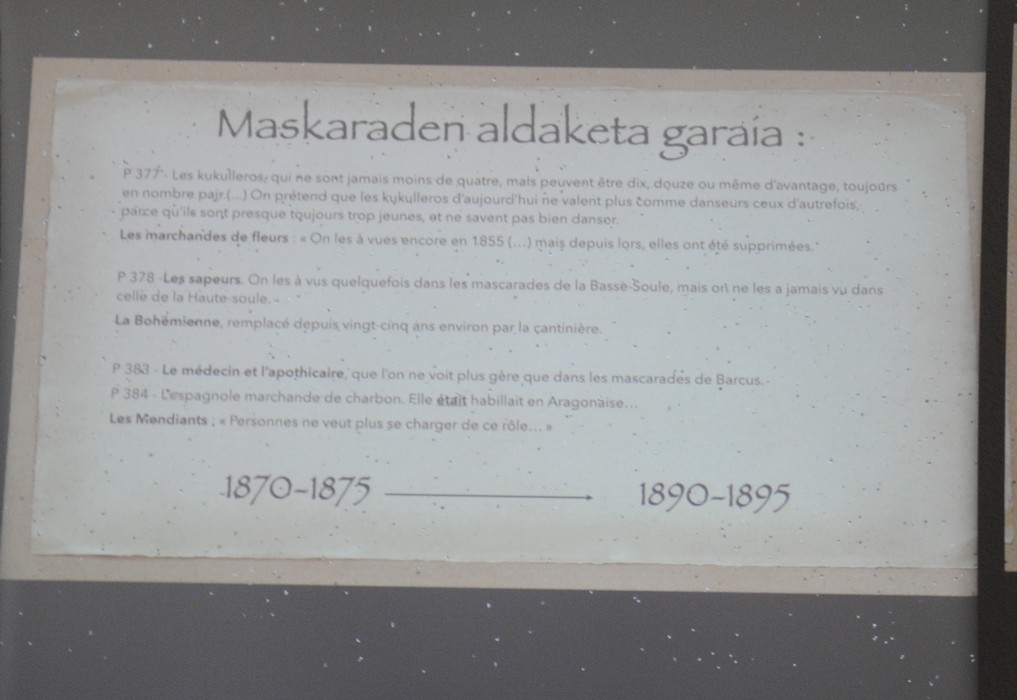 Maskaraden aldaketa garaia :
P 377 - Les kukulleros, qui ne sont jamais moins de quatre, mais peuvent être dix, douze ou même d'avantage, toujours
en nombre pajr.(...) On prétend que les kukulleros d'aujourd'hui ne valent plus comme danseurs ceux d'autrefois,
parce qu'ils sont presque toujours trop jeunes, et ne savent pas bien danser.
Les marchandes de fleurs : « On les à vues encore en 1855 (...) mais depuis lors, elles ont été supprimées."
P 378 -Les sapeurs. On les à vus quelquefois dans les mascarades de la Basse-Soule, mais on ne les a jamais vu dans
celle de la Haute-soule. -
La Bohémienne, remplacé depuis vingt-cinq ans environ par la cantinière.
P 383 - Le médecin et l'apothicaire, que l'on ne voit plus gère que dans les mascarades de Barcus. -
P 384 - L'espagnole marchande de charbon. Elle était habillait en Aragonaise...
Les Mendiants : « Personnes ne veut plus se charger de ce rôle... »
1870-1875 → 1890-1895